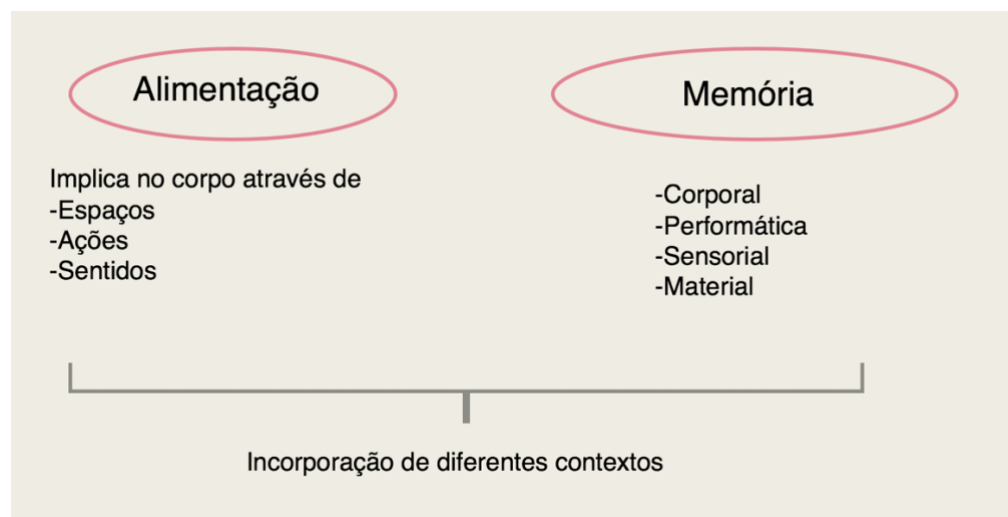 Alimentação
Implica no corpo através de
-Espaços
-Ações
-Sentidos
Memória
-Corporal
-Performática
-Sensorial
-Material
Incorporação de diferentes contextos